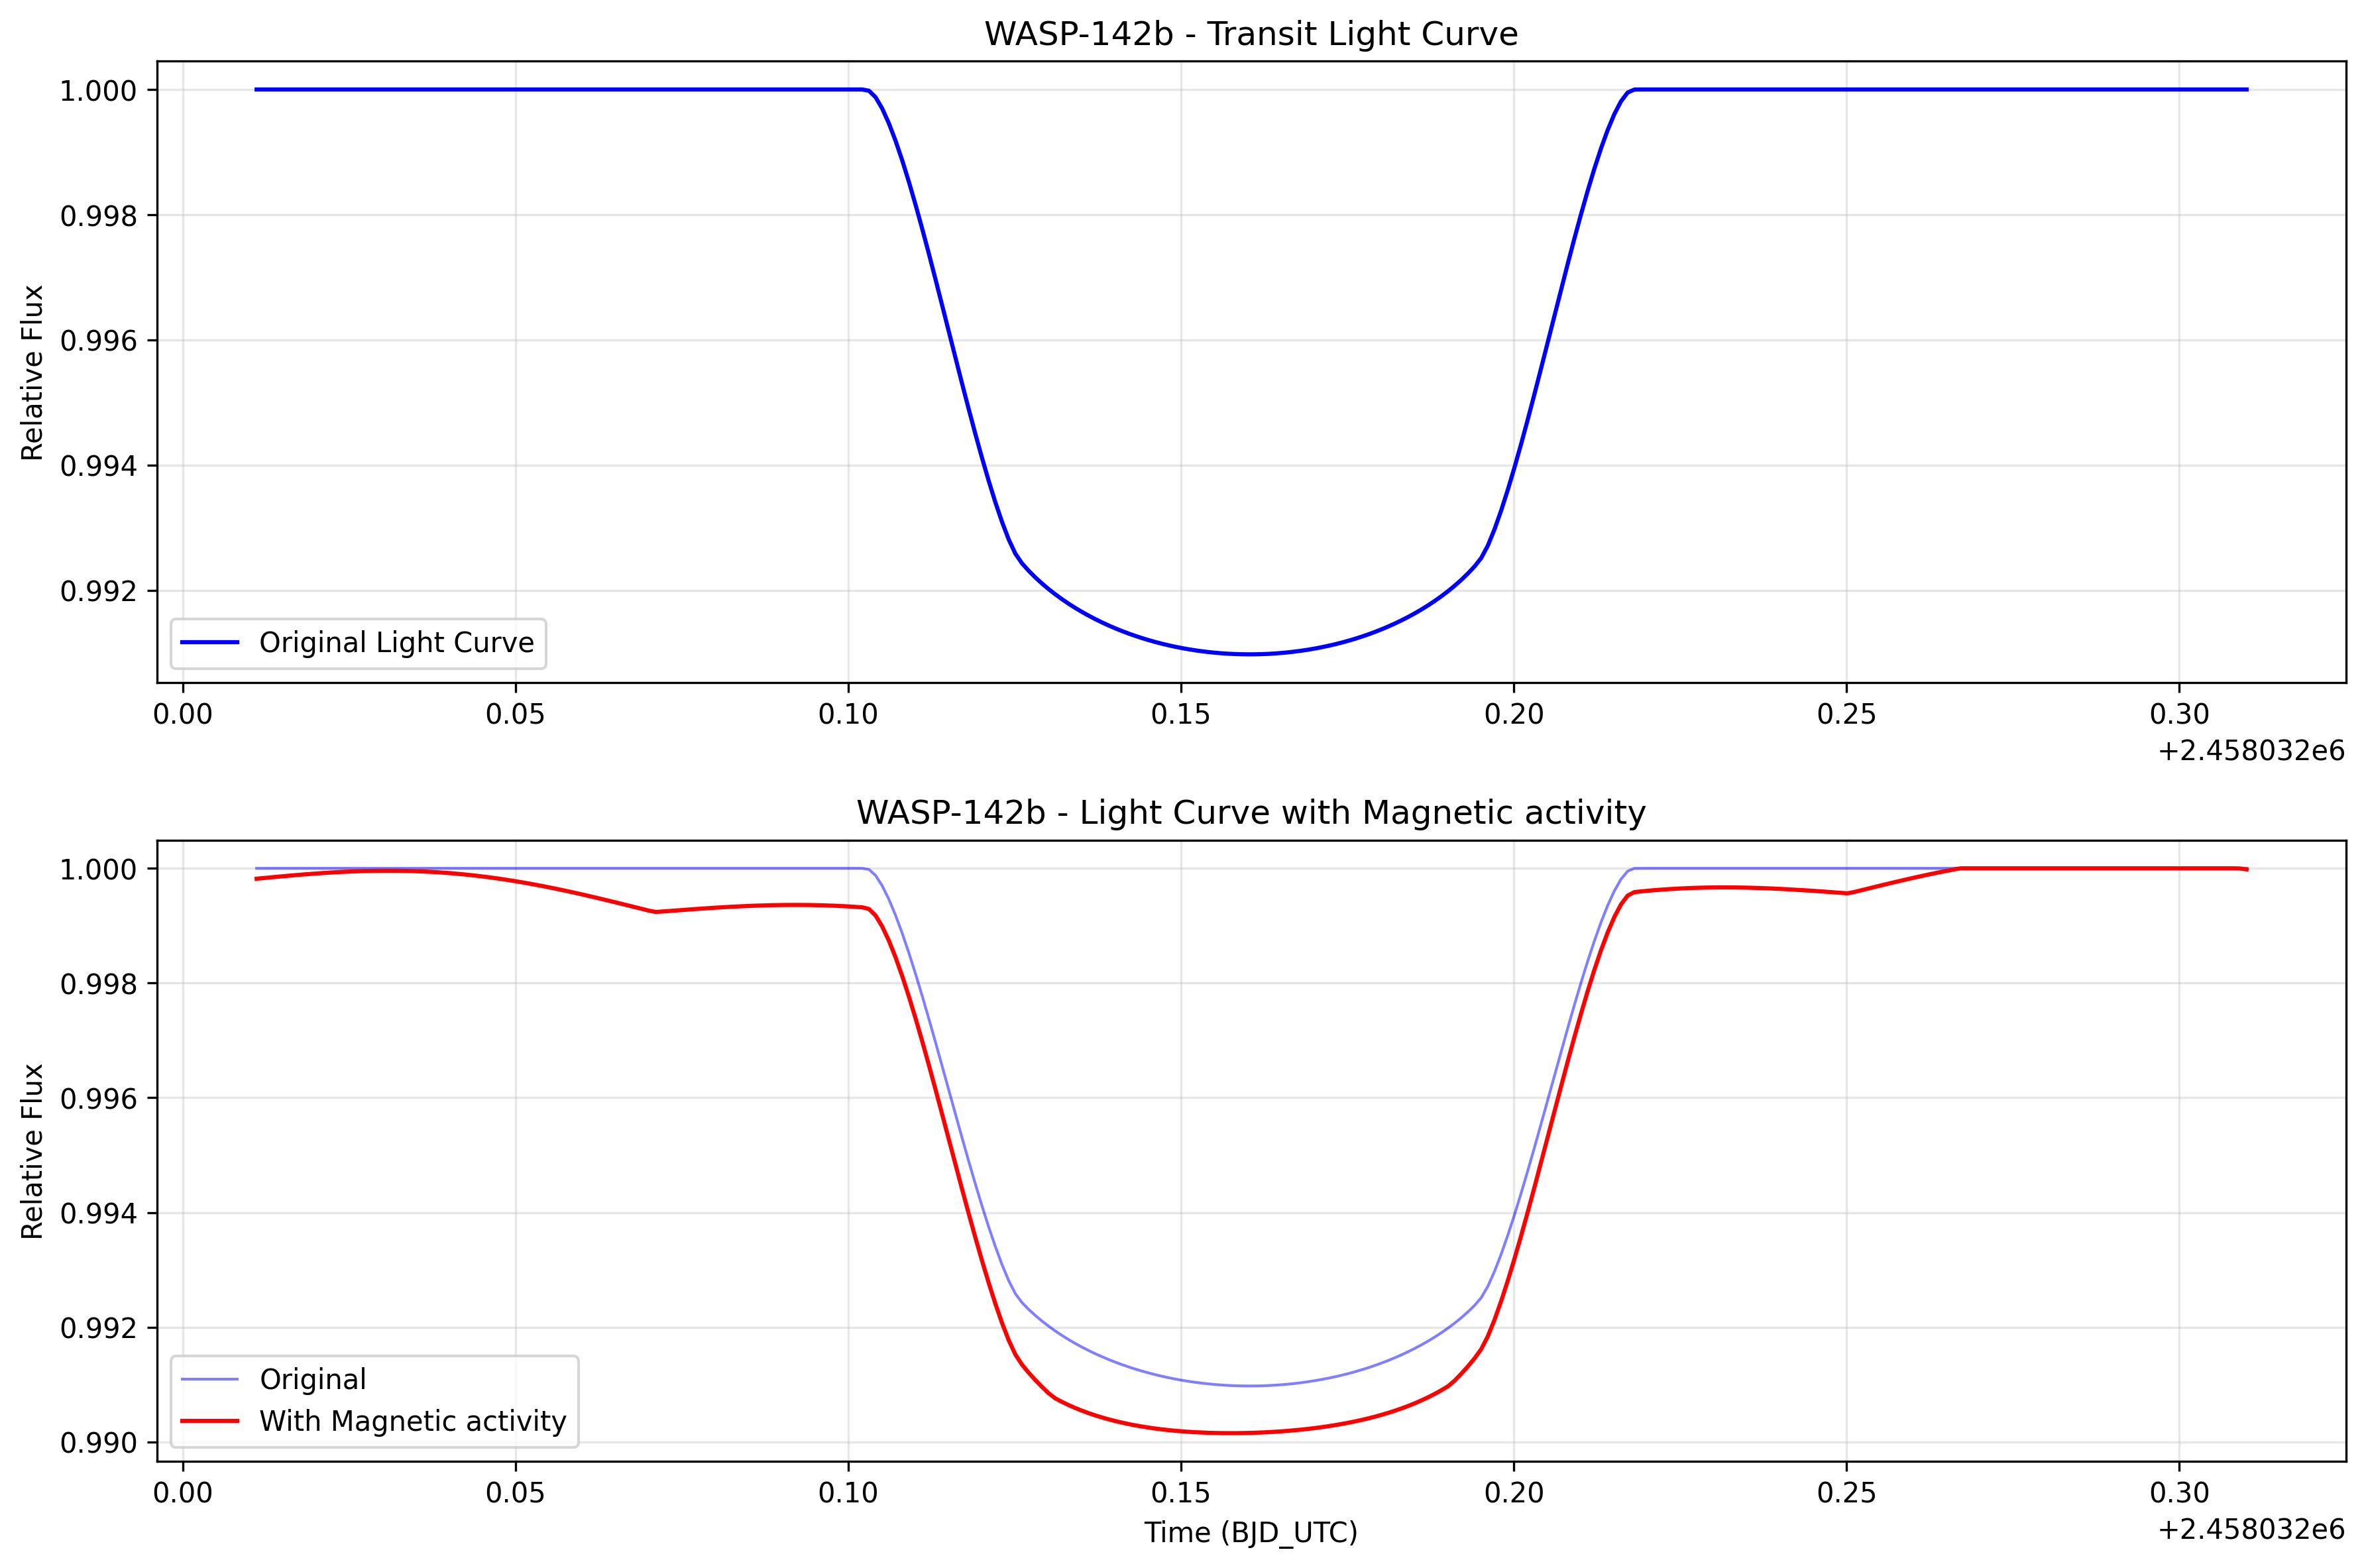 WASP-142b - Transit Light Curve
Relative Flux
1.000
0.998
0.996
0.994
0.992
Original Light Curve
0.00 0.05 0.10 0.15 0.20 0.25 0.30
+2.458032e6
WASP-142b - Light Curve with Magnetic activity
Relative Flux
1.000
0.998
0.996
0.994
0.992
0.990
Original
With Magnetic activity
0.00 0.05 0.10 0.15 0.20 0.25 0.30
Time (BJD_UTC)
+2.458032e6